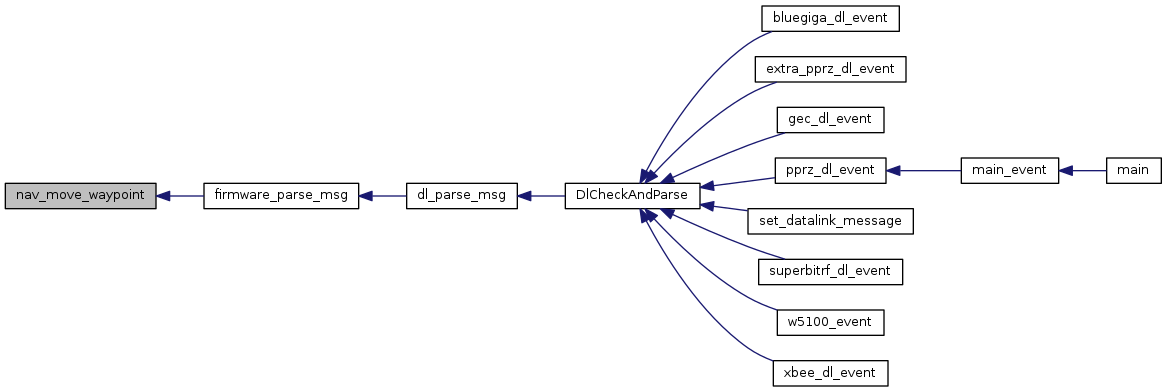 bluegiga_dl_event
extra_pprz_dl_event
gec_dl_event
pprz_dl_event
main_event
main
nav_move_waypoint
firmware_parse_msg
dl_parse_msg
DlCheckAndParse
set_datalink_message
superbitrf_dl_event
w5100_event
xbee_dl_event